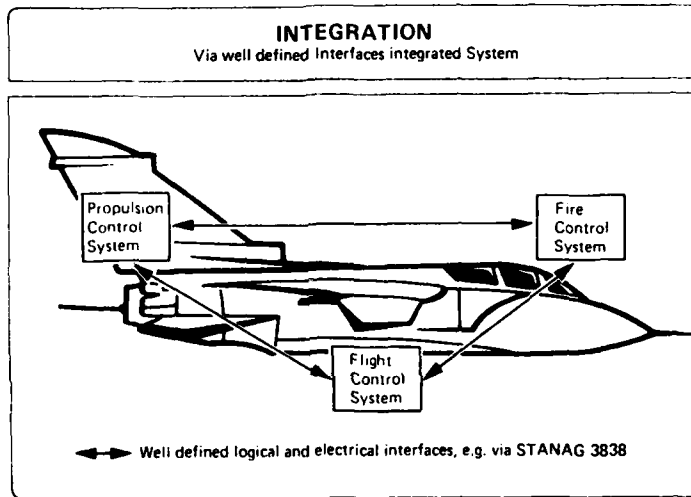 INTEGRATION
Via well defined Interfaces integrated System
Propulsion
Control
System
Fire
Control
System
Flight
Control
System
Well defined logical and electrical interfaces, e.g. via STANAG 3838